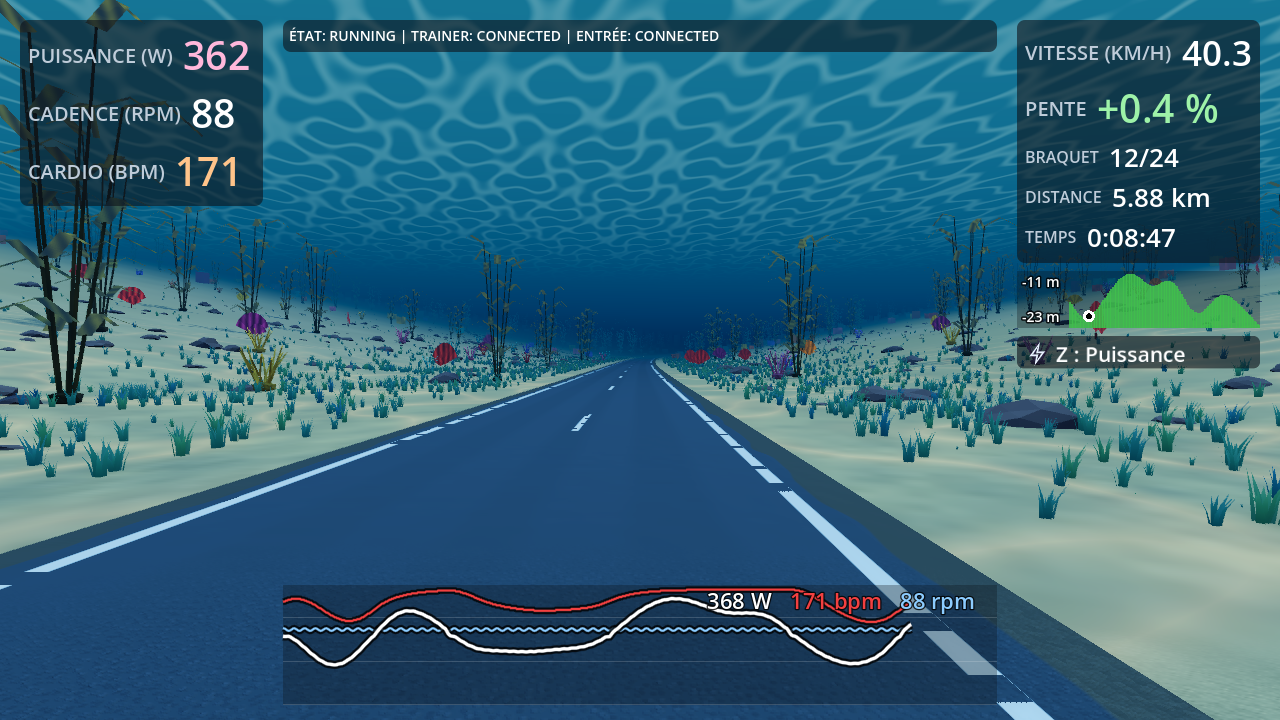 PUISSANCE (W) 362
CADENCE (RPM) 88
CARDIO (BPM) 171
ÉTAT: RUNNING | TRAINER: CONNECTED | ENTRÉE: CONNECTED
VITESSE (KM/H) 40.3
PENTE +0.4 %
BRAQUET 12/24
DISTANCE 5.88 km
TEMPS 0:08:47
-11 m
-23 m
Z : Puissance
368 W 171 bpm 88 rpm